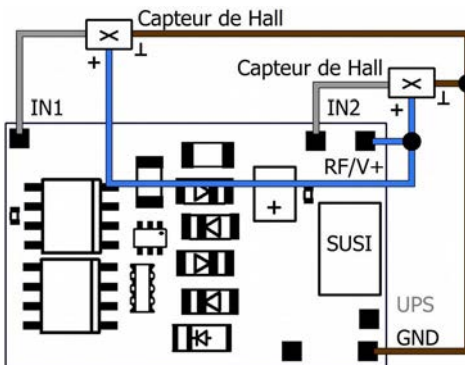 Capteur de Hall
+ ⊥
Capteur de Hall
+ ⊥
IN1
IN2
RF/V+
+
SUSI
UPS
GND